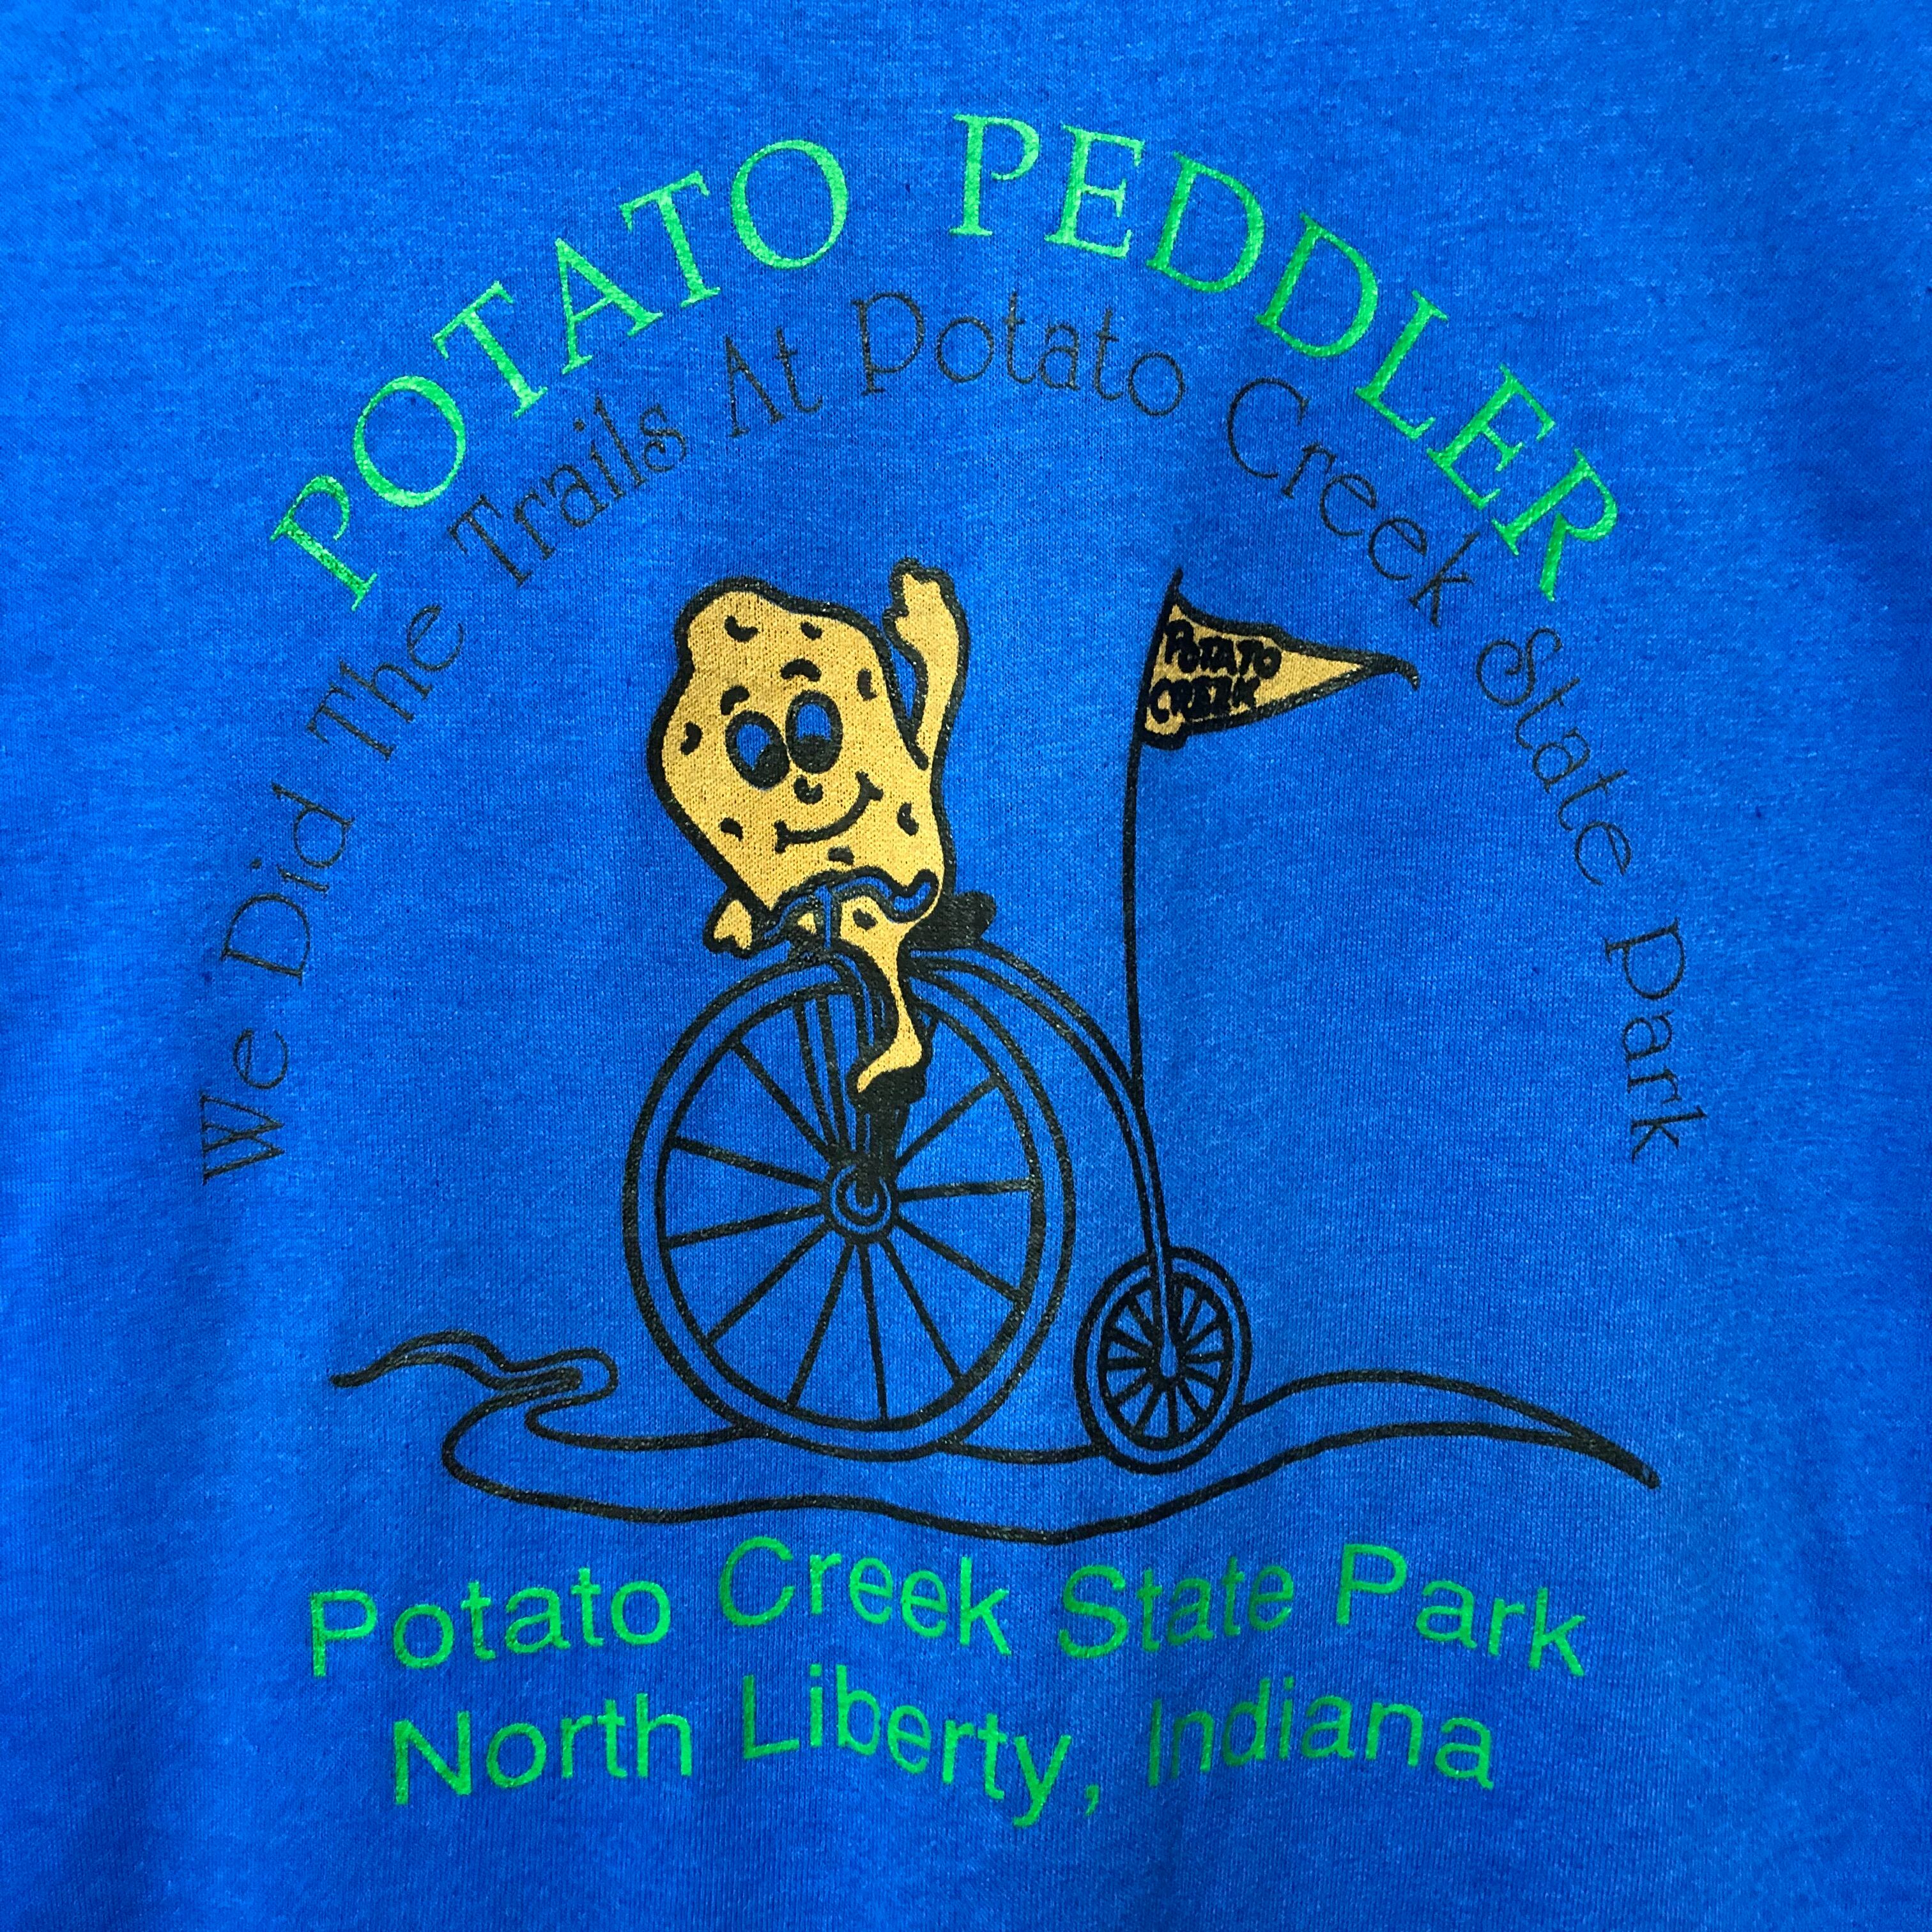 POTATO PEDDLER
We Did The Trails At Potato Creek State Park
POTATO
CREEK
Potato Creek State Park
North Liberty, Indiana